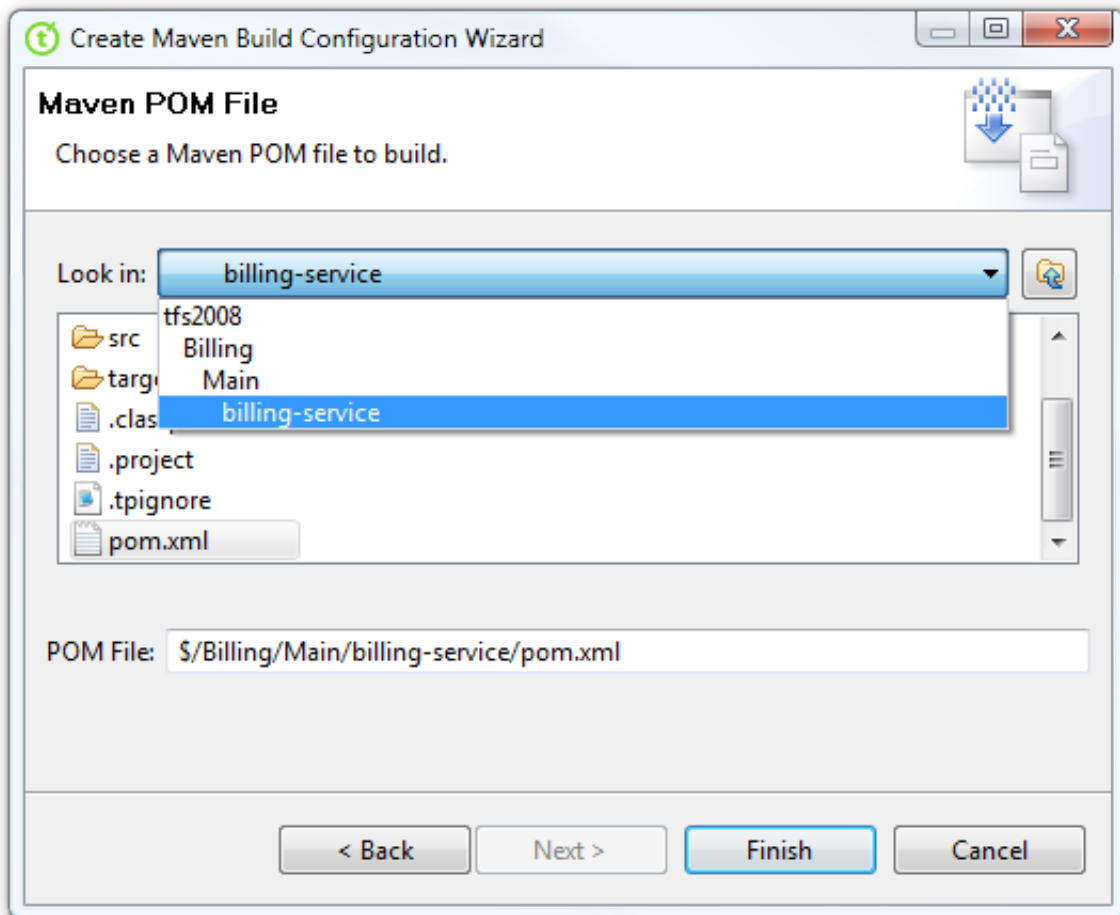 Create Maven Build Configuration Wizard
Maven POM File
Choose a Maven POM file to build.
Look in: billing-service
tfs2008
Billing
Main
billing-service
src
.project
.tpignore
pom.xml
POM File: $/Billing/Main/billing-service/pom.xml
< Back Next > Finish Cancel